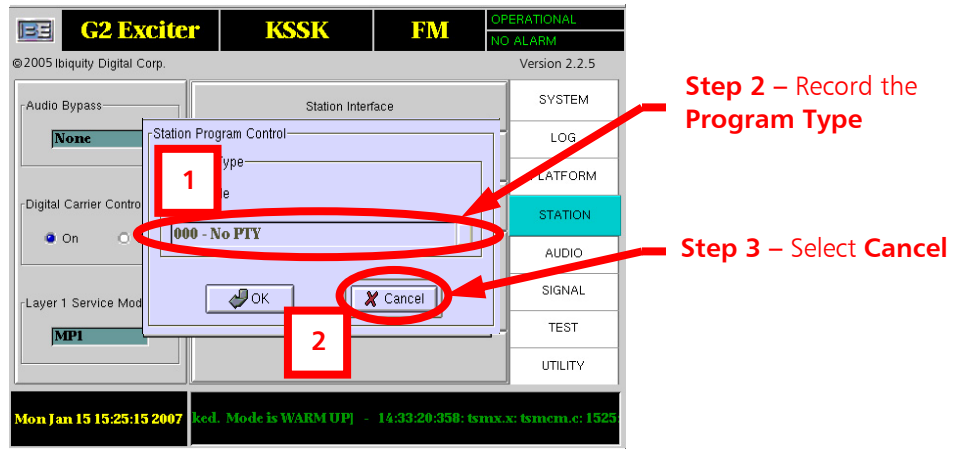 G2 Exciter
KSSK
FM
OPERATIONAL
NO ALARM
©2005 Ibiquity Digital Corp.
Version 2.2.5
Audio Bypass
None
Digital Carrier Contro
On
Layer 1 Service Mod
MP1
Station Interface
Station Program Control
ype
e
000 - No PTY
OK
Cancel
1
2
SYSTEM
LOG
LATFORM
STATION
AUDIO
SIGNAL
TEST
UTILITY
Step 2 – Record the
Program Type
Step 3 – Select Cancel
Mon Jan 15 15:25:15 2007
ked. Mode is WARM UP] - 14:33:20:358: tsmx.x: tsmcm.c: 1525: